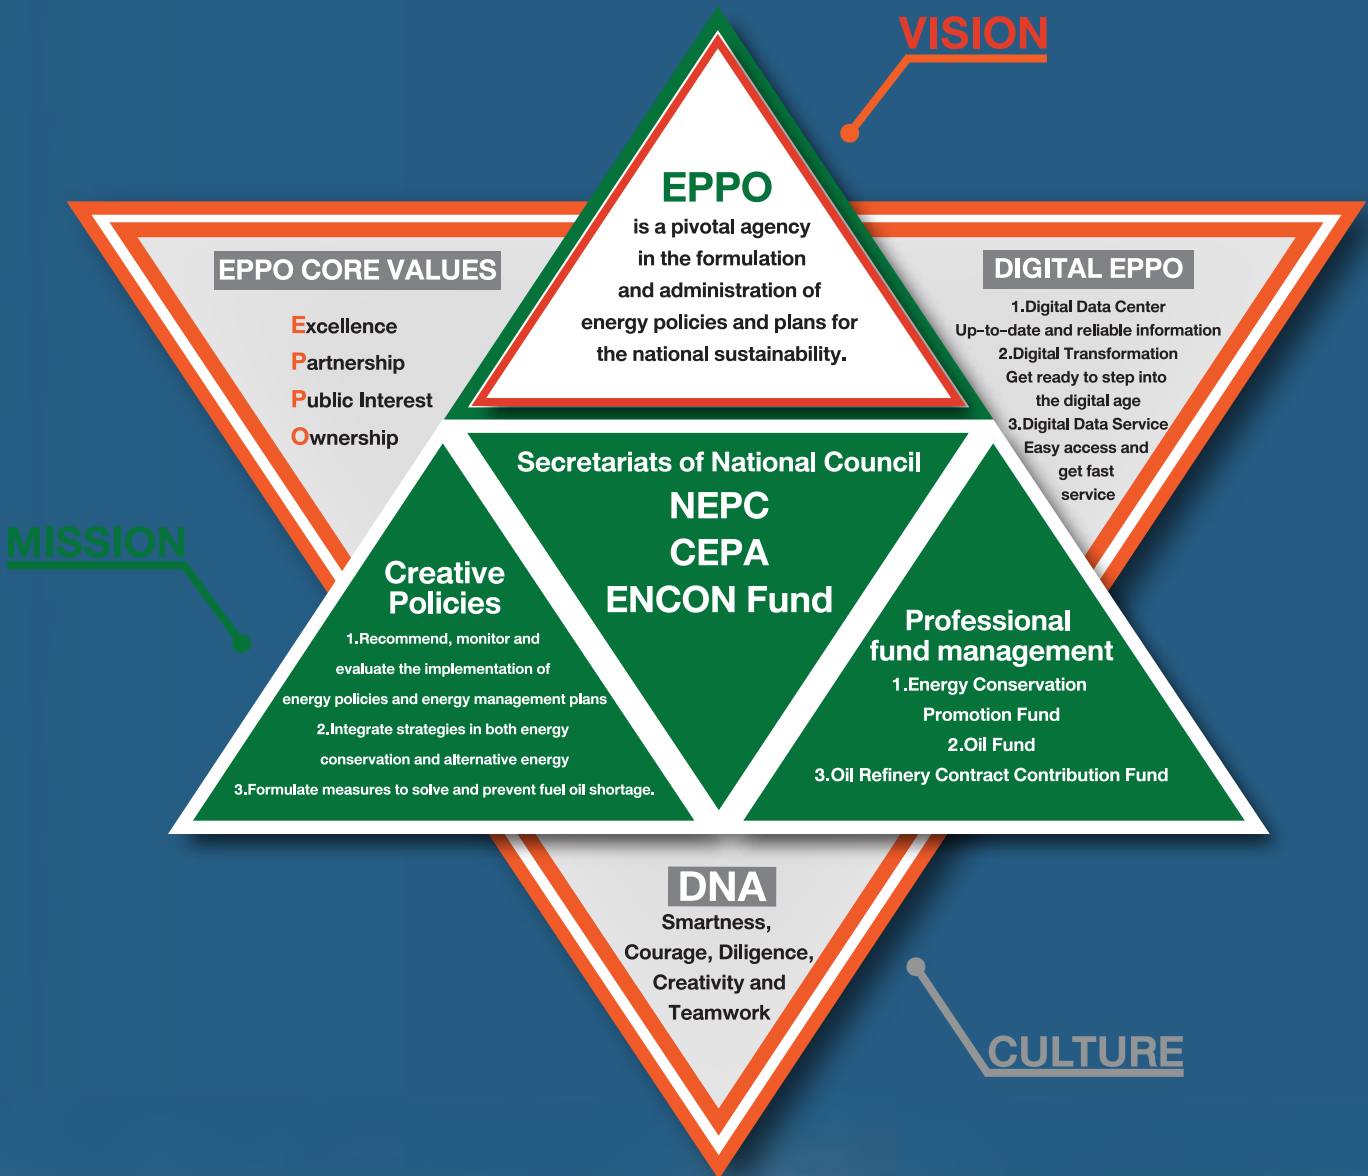 VISION
EPPO
is a pivotal agency
in the formulation
and administration of
energy policies and plans for
the national sustainability.
EPPO CORE VALUES
Excellence
Partnership
Public Interest
Ownership
DIGITAL EPPO
1.Digital Data Center
Up-to-date and reliable information
2.Digital Transformation
Get ready to step into
the digital age
3.Digital Data Service
Easy access and
get fast
service
Secretariats of National Council
NEPC
CEPA
ENCON Fund
MISSION
Creative
Policies
1.Recommend, monitor and
evaluate the implementation of
energy policies and energy management plans
2.Integrate strategies in both energy
conservation and alternative energy
3.Formulate measures to solve and prevent fuel oil shortage.
Professional
fund management
1.Energy Conservation
Promotion Fund
2.Oil Fund
3.Oil Refinery Contract Contribution Fund
DNA
Smartness,
Courage, Diligence,
Creativity and
Teamwork
CULTURE